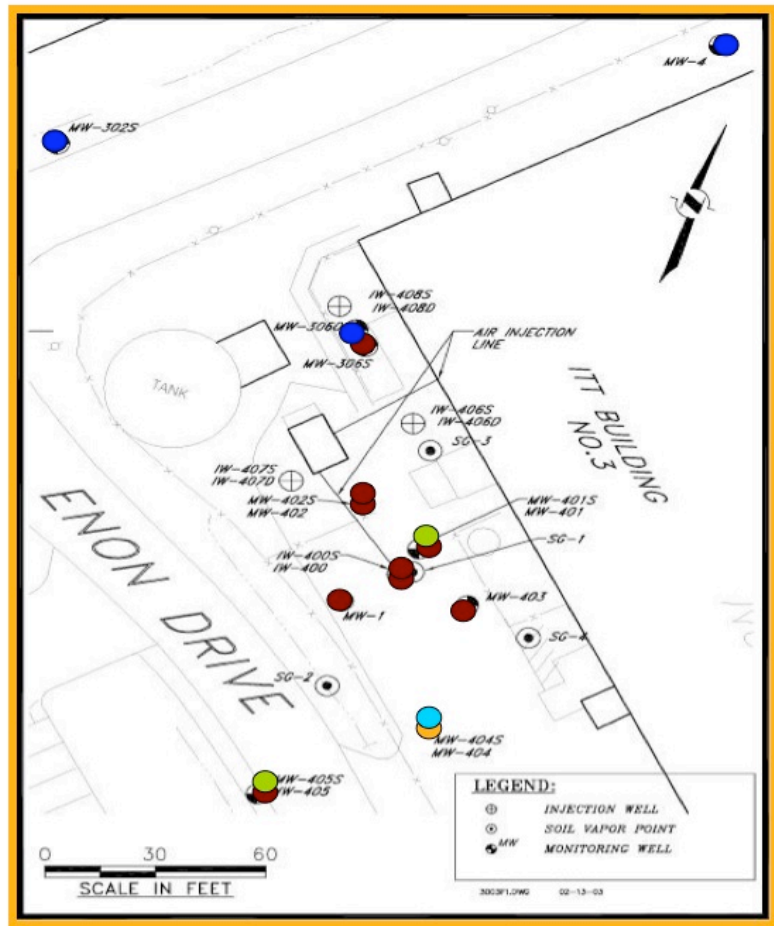 MW-4
MW-302S
IW-408S
IW-408D
MW-306D
MW-306S
AIR INJECTION
LINE
TANK
ITT BUILDING
NO.3
IW-406S
IW-406D
SG-3
IW-407S
IW-407D
MW-402S
MW-402
MW-401S
MW-401
SG-1
IW-400S
IW-400
MW-1
MW-403
ENON DRIVE
SG-4
SG-2
MW-404S
MW-404
MW-405S
MW-405
LEGEND:
INJECTION WELL
SOIL VAPOR POINT
MW MONITORING WELL
0 30 60
SCALE IN FEET
3003F1.DWG 02-13-03